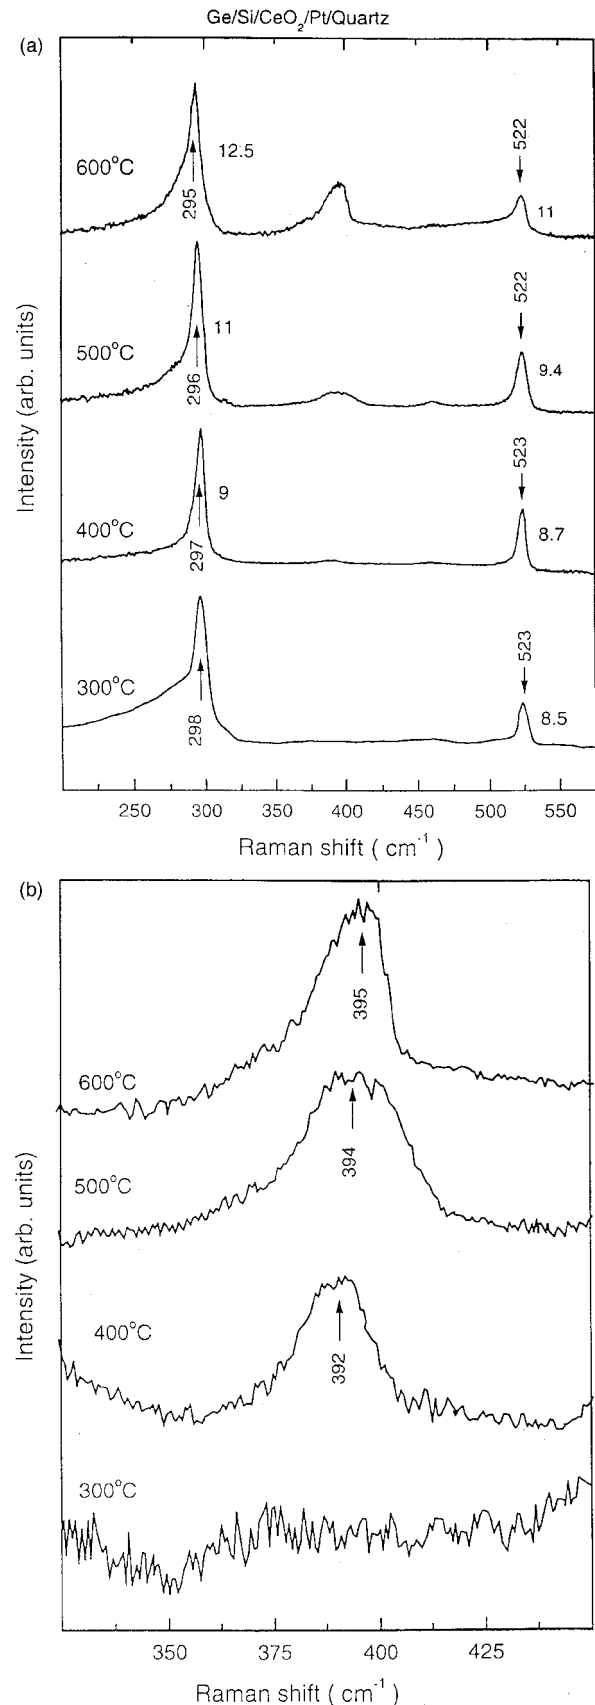 Ge/Si/CeO2/Pt/Quartz
(a)
600°C
12.5
295
522
11
500°C
11
296
522
9.4
400°C
9
297
523
8.7
300°C
298
523
8.5
Intensity (arb. units)
250 300 350 400 450 500 550
Raman shift ( cm-1 )
(b)
600°C
395
500°C
394
400°C
392
300°C
Intensity (arb. units)
350 375 400 425
Raman shift ( cm-1 )